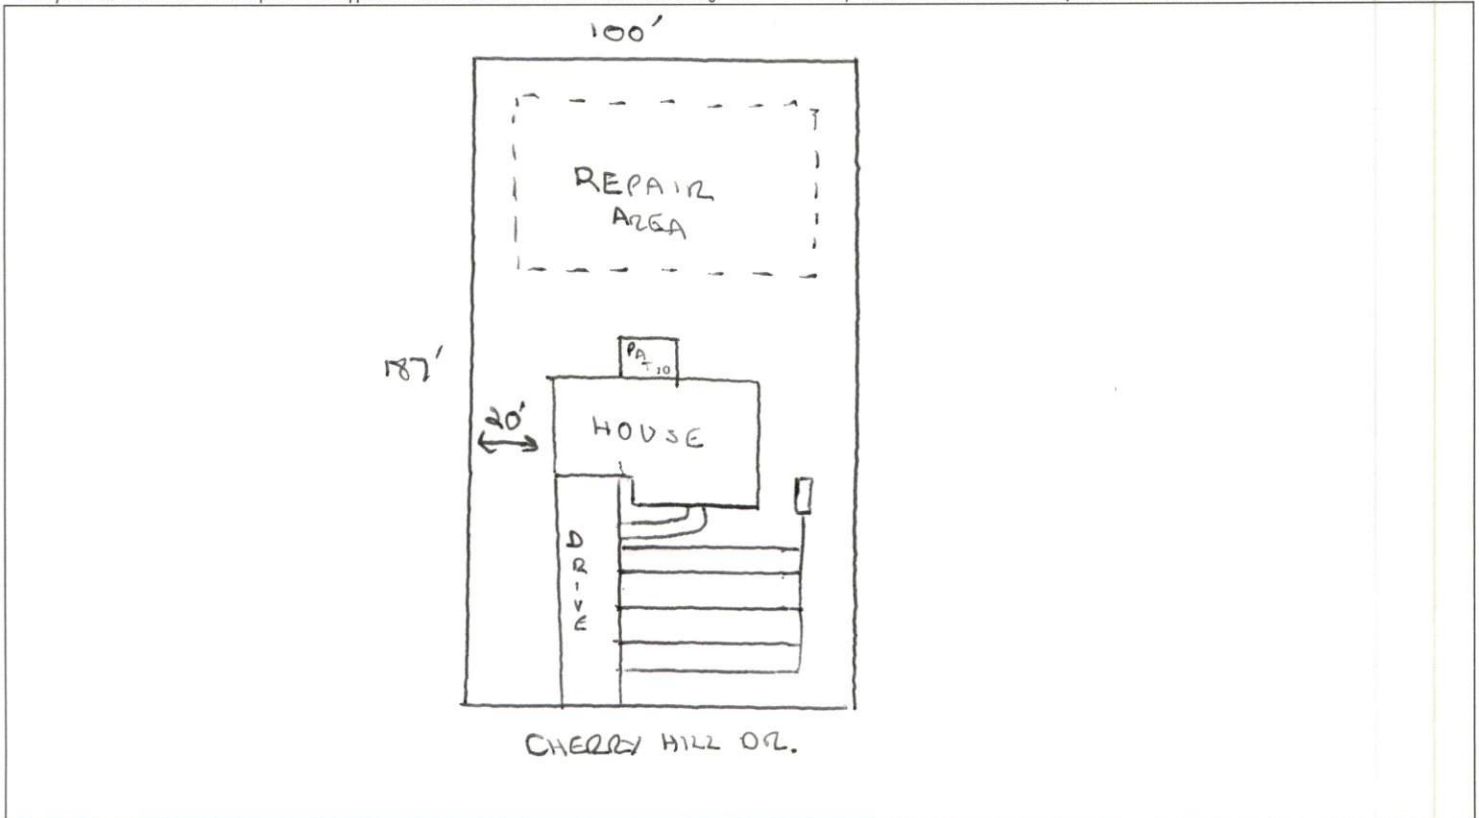 100'
REPAIR
AREA
187'
PATIO
20'
HOUSE
DRIVE
CHERRY HILL DR.